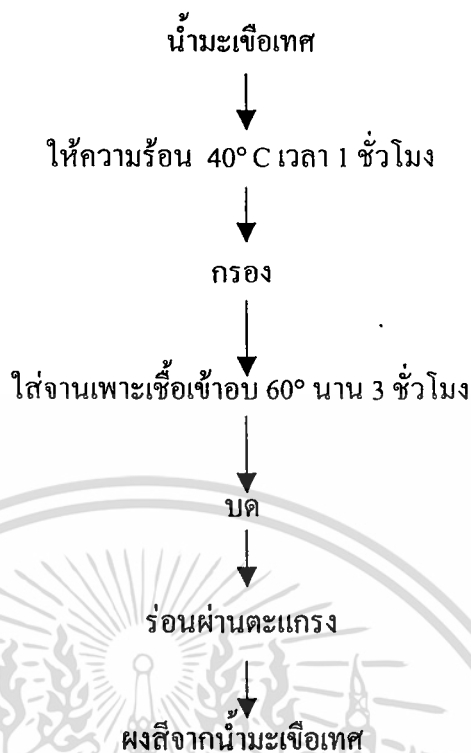 น้ำมะเขือเทศ
ให้ความร้อน 40° C เวลา 1 ชั่วโมง
กรอง
ใส่จานเพาะเชื้อเข้าอบ 60° นาน 3 ชั่วโมง
บด
ร่อนผ่านตะแกรง
ผงสีจากน้ำมะเขือเทศ